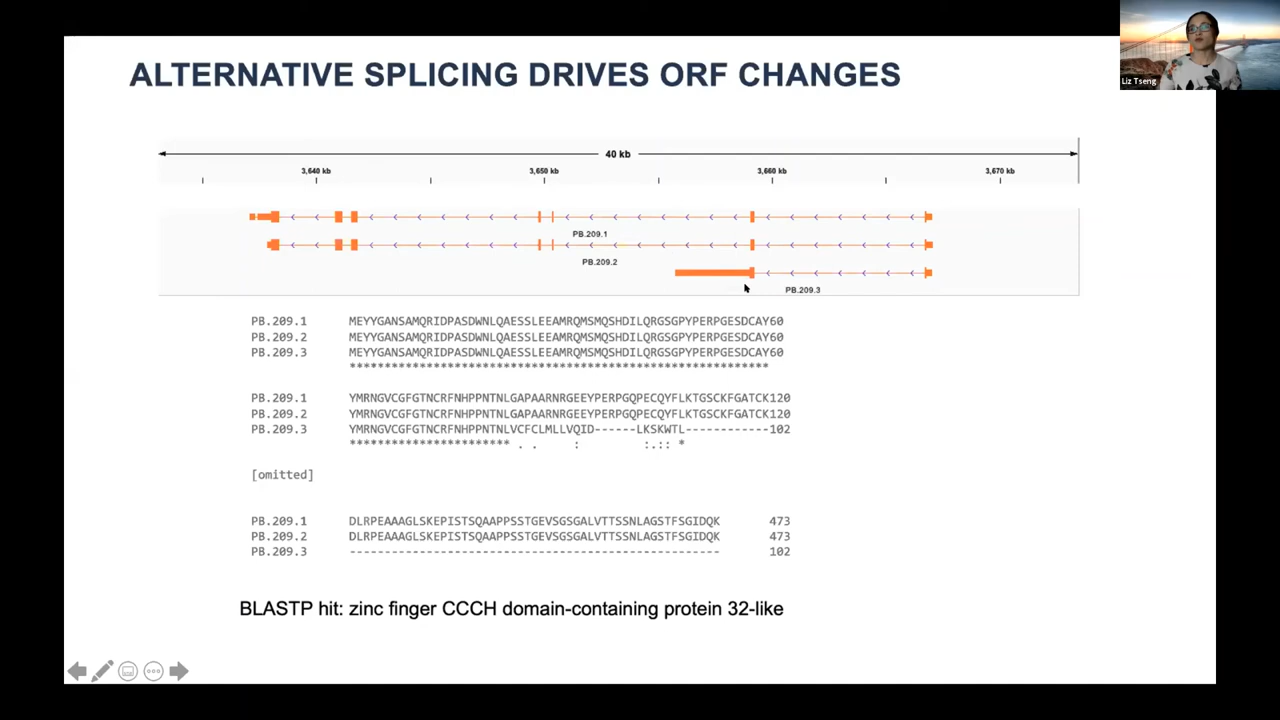 Liz Tseng
ALTERNATIVE SPLICING DRIVES ORF CHANGES
40 kb
3,640 kb 3,650 kb 3,660 kb 3,670 kb
PB.209.1
PB.209.2
PB.209.3
PB.209.1 MEYYGANSAMQRIDPASDWNLQAESSLEEAMRQMSMQSHDILQRGSGPYPERPGESDCAY60
PB.209.2 MEYYGANSAMQRIDPASDWNLQAESSLEEAMRQMSMQSHDILQRGSGPYPERPGESDCAY60
PB.209.3 MEYYGANSAMQRIDPASDWNLQAESSLEEAMRQMSMQSHDILQRGSGPYPERPGESDCAY60
************************************************************
PB.209.1 YMRNGVCGFGTNCRFNHPPNTNLGAPAARNRGEEYPERPGQPECQYFLKTGSCKFGATCK120
PB.209.2 YMRNGVCGFGTNCRFNHPPNTNLGAPAARNRGEEYPERPGQPECQYFLKTGSCKFGATCK120
PB.209.3 YMRNGVCGFGTNCRFNHPPNTNLVCFCLMLLVQID------LKSKWTL------------102
*********************** . . : :.:: *
[omitted]
PB.209.1 DLRPEAAAGLSKEPISTSQAAPPSSTGEVSGSGALVTTSSNLAGSTFSGIDQK 473
PB.209.2 DLRPEAAAGLSKEPISTSQAAPPSSTGEVSGSGALVTTSSNLAGSTFSGIDQK 473
PB.209.3 ----------------------------------------------------- 102
BLASTP hit: zinc finger CCCH domain-containing protein 32-like